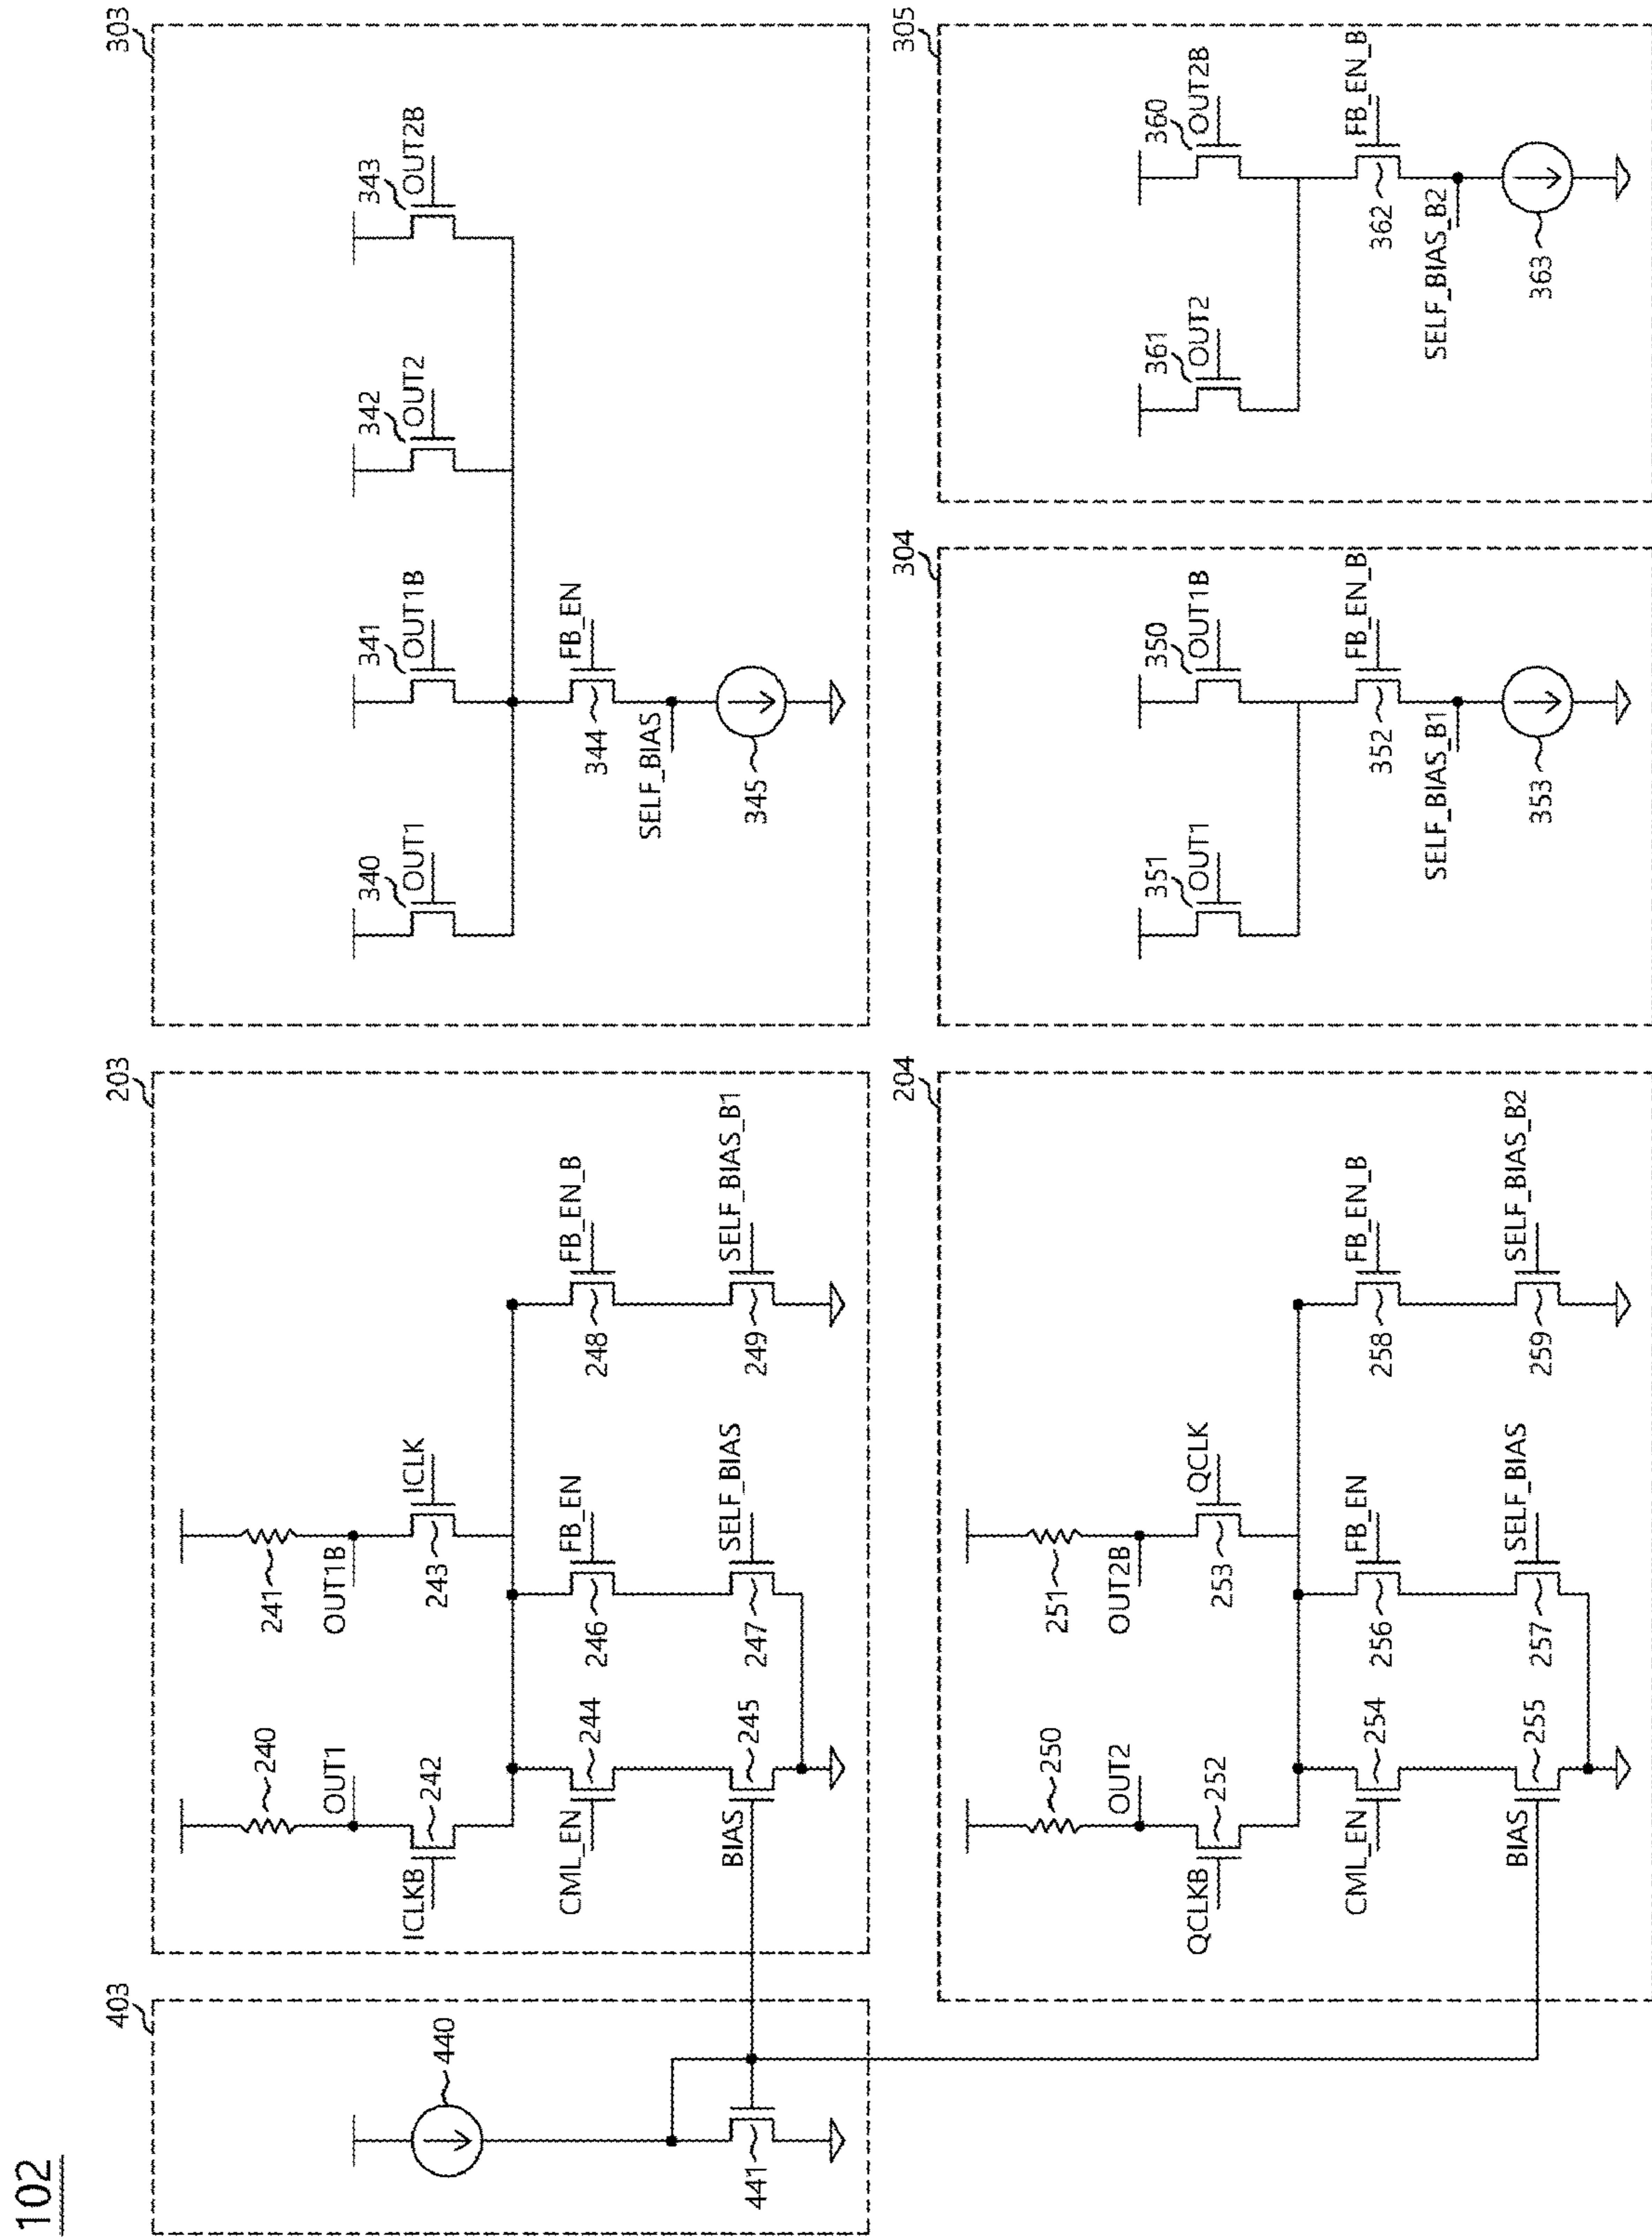 102
403
440
441
203
240
OUT1
242
ICLKB
241
OUT1B
ICLK
243
CML_EN
244
FB_EN
246
FB_EN_B
248
BIAS
245
SELF_BIAS
247
SELF_BIAS_B1
249
303
340
OUT1
341
OUT1B
342
OUT2
343
OUT2B
FB_EN
344
SELF_BIAS
345
204
250
OUT2
252
QCLKB
251
OUT2B
QCLK
253
CML_EN
254
FB_EN
256
FB_EN_B
258
BIAS
255
SELF_BIAS
257
SELF_BIAS_B2
259
304
351
OUT1
350
OUT1B
FB_EN_B
352
SELF_BIAS_B1
353
305
361
OUT2
360
OUT2B
FB_EN_B
362
SELF_BIAS_B2
363